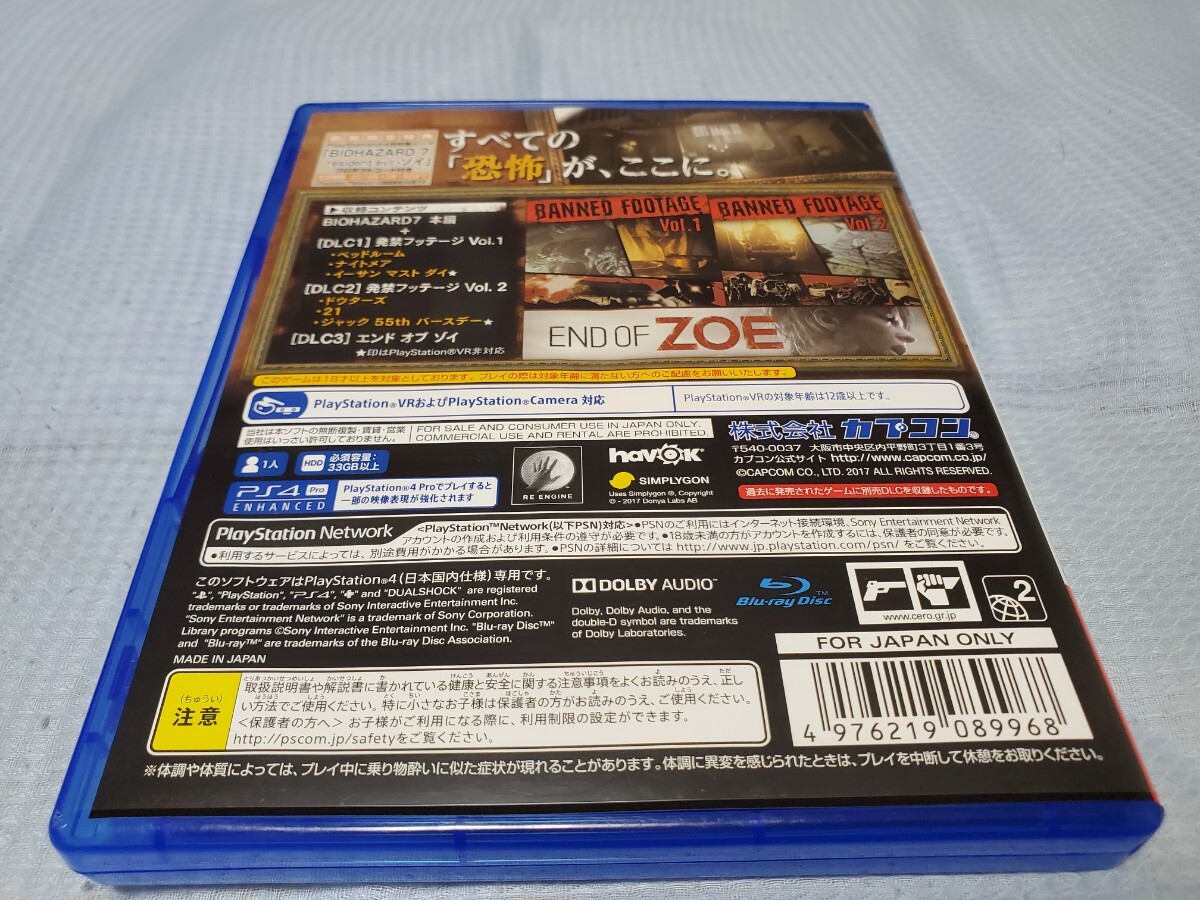 「BIOHAZARD 7
resident evil ゾイ」
プロダクトコード付き
すべての
「恐怖」が、ここに。
▶収録コンテンツ
BIOHAZARD7 本編
+
[DLC1] 発禁フッテージ Vol.1
・ベッドルーム
・ナイトメア
・イーサン マスト ダイ★
[DLC2] 発禁フッテージ Vol. 2
・ドウターズ
・21
・ジャック 55th バースデー★
[DLC3] エンド オブ ゾイ
★印はPlayStation®VR非対応
BANNED FOOTAGE
Vol.1
BANNED FOOTAGE
Vol.2
END OF ZOE
このゲームは18才以上を対象としております。プレイの際は対象年齢に満たない方へのご配慮をお願いいたします。
PlayStation®VRおよびPlayStation®Camera 対応
PlayStation®VRの対象年齢は12歳以上です。
当社は本ソフトの無断複製・賃貸・営業
使用はいっさい許可しておりません。
FOR SALE AND CONSUMER USE IN JAPAN ONLY.
COMMERCIAL USE AND RENTAL ARE PROHIBITED.
株式会社 カプコン®
〒540-0037 大阪市中央区内平野町3丁目1番3号
カプコン公式サイト http://www.capcom.co.jp/
©CAPCOM CO., LTD. 2017 ALL RIGHTS RESERVED.
過去に発売されたゲームに別売DLCを収録したものです。
1人
HDD
必須容量:
33GB以上
PS4 Pro
ENHANCED
PlayStation®4 Proでプレイすると
一部の映像表現が強化されます
RE ENGINE
havok
SIMPLYGON
Uses Simplygon ®, Copyright
© - 2017 Donya Labs AB
PlayStation Network
<PlayStation™Network(以下PSN)対応> ●PSNのご利用にはインターネット接続環境、Sony Entertainment Network
アカウントの作成および利用条件の遵守が必要です。●18歳未満の方がアカウントを作成するには、保護者の同意が必要です。
●利用するサービスによっては、別途費用がかかる場合があります。●PSNの詳細については http://www.jp.playstation.com/psn/ をご覧ください。
このソフトウェアはPlayStation®4(日本国内仕様)専用です。
"PlayStation", "PS4", and "DUALSHOCK" are registered
trademarks or trademarks of Sony Interactive Entertainment Inc.
"Sony Entertainment Network" is a trademark of Sony Corporation.
Library programs ©Sony Interactive Entertainment Inc. "Blu-ray Disc™"
and "Blu-ray™" are trademarks of the Blu-ray Disc Association.
MADE IN JAPAN
DOLBY AUDIO™
Dolby, Dolby Audio, and the
double-D symbol are trademarks
of Dolby Laboratories.
Blu-ray Disc™
www.cero.gr.jp
2
FOR JAPAN ONLY
4 976219 089968
(ちゅうい)
注意
取扱説明書や解説書に書かれている健康と安全に関する注意事項をよくお読みのうえ、正し
い方法でご使用ください。特に小さなお子様は保護者の方がお読みのうえ、ご使用ください。
<保護者の方へ> お子様がご利用になる際に、利用制限の設定ができます。
http://pscom.jp/safetyをご覧ください。
※体調や体質によっては、プレイ中に乗り物酔いに似た症状が現れることがあります。体調に異変を感じられたときは、プレイを中断して休憩をお取りください。